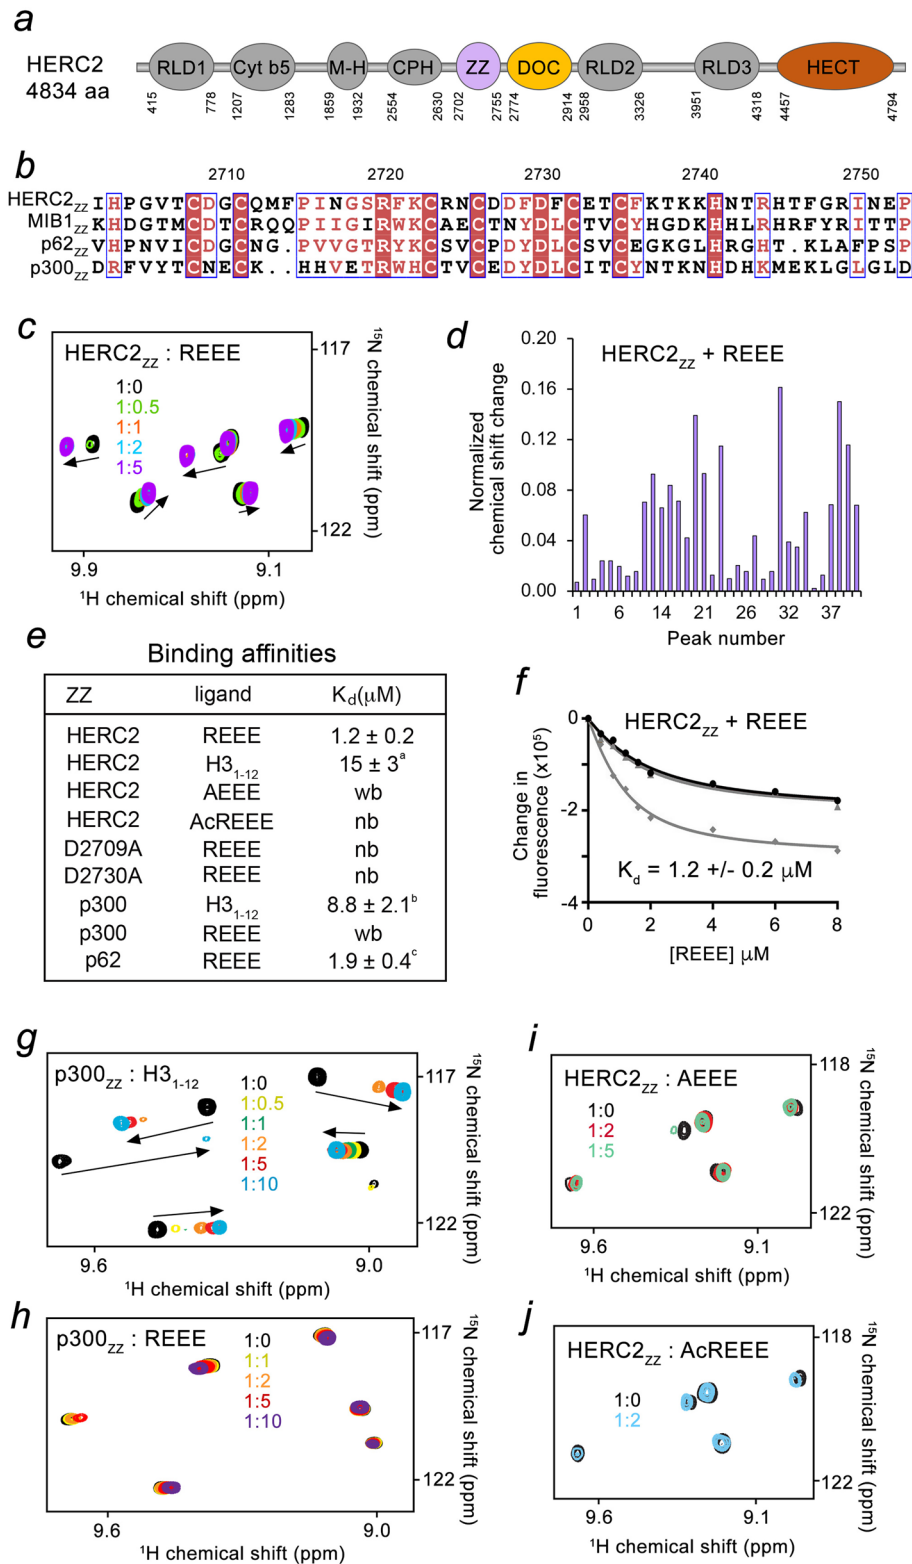 a
HERC2
4834 aa
RLD1 Cyt b5 M-H CPH ZZ DOC RLD2 RLD3 HECT
415 778 1207 1283 1859 1932 2554 2630 2702 2755 2774 2914 2958 3326 3951 4318 4457 4794
b
2710 2720 2730 2740 2750
HERC2ZZ IHPGVTCDGCQMFPINGSRFKCRNCDDFDFCETCFKTKKHNTRHTFGRINEP
MIB1ZZ KHDGTMCDTCRQQPIIGIRWKCAECTNYDLCTVCYHGDKHHLRHRFYRITTP
p62ZZ VHPNVICDGCNG.PVVGTRYKCSVCPDYDLCSVCEGKGLHRGHT.KLAFPSP
p300ZZ DRFVYTCNECK..HHVETRWHCTVCEDYDLCITCYNTKNHDHKMEKLGLGLD
c
HERC2ZZ : REEE
1:0
1:0.5
1:1
1:2
1:5
117
122
15N chemical shift (ppm)
9.9 9.1
1H chemical shift (ppm)
d
HERC2ZZ + REEE
Normalized
chemical shift change
0.20
0.16
0.12
0.08
0.04
0.00
1 6 14 21 26 32 37
Peak number
e
Binding affinities
ZZ ligand Kd(μM)
HERC2 REEE 1.2 ± 0.2
HERC2 H31-12 15 ± 3a
HERC2 AEEE wb
HERC2 AcREEE nb
D2709A REEE nb
D2730A REEE nb
p300 H31-12 8.8 ± 2.1b
p300 REEE wb
p62 REEE 1.9 ± 0.4c
f
HERC2ZZ + REEE
Change in
fluorescence (x105)
0
-2
-4
Kd = 1.2 +/- 0.2 μM
0 2 4 6 8
[REEE] μM
g
p300ZZ : H31-12
1:0
1:0.5
1:1
1:2
1:5
1:10
117
122
15N chemical shift (ppm)
9.6 9.0
1H chemical shift (ppm)
h
p300ZZ : REEE
1:0
1:1
1:2
1:5
1:10
117
122
15N chemical shift (ppm)
9.6 9.0
1H chemical shift (ppm)
i
HERC2ZZ : AEEE
1:0
1:2
1:5
118
122
15N chemical shift (ppm)
9.6 9.1
1H chemical shift (ppm)
j
HERC2ZZ : AcREEE
1:0
1:2
118
122
15N chemical shift (ppm)
9.6 9.1
1H chemical shift (ppm)